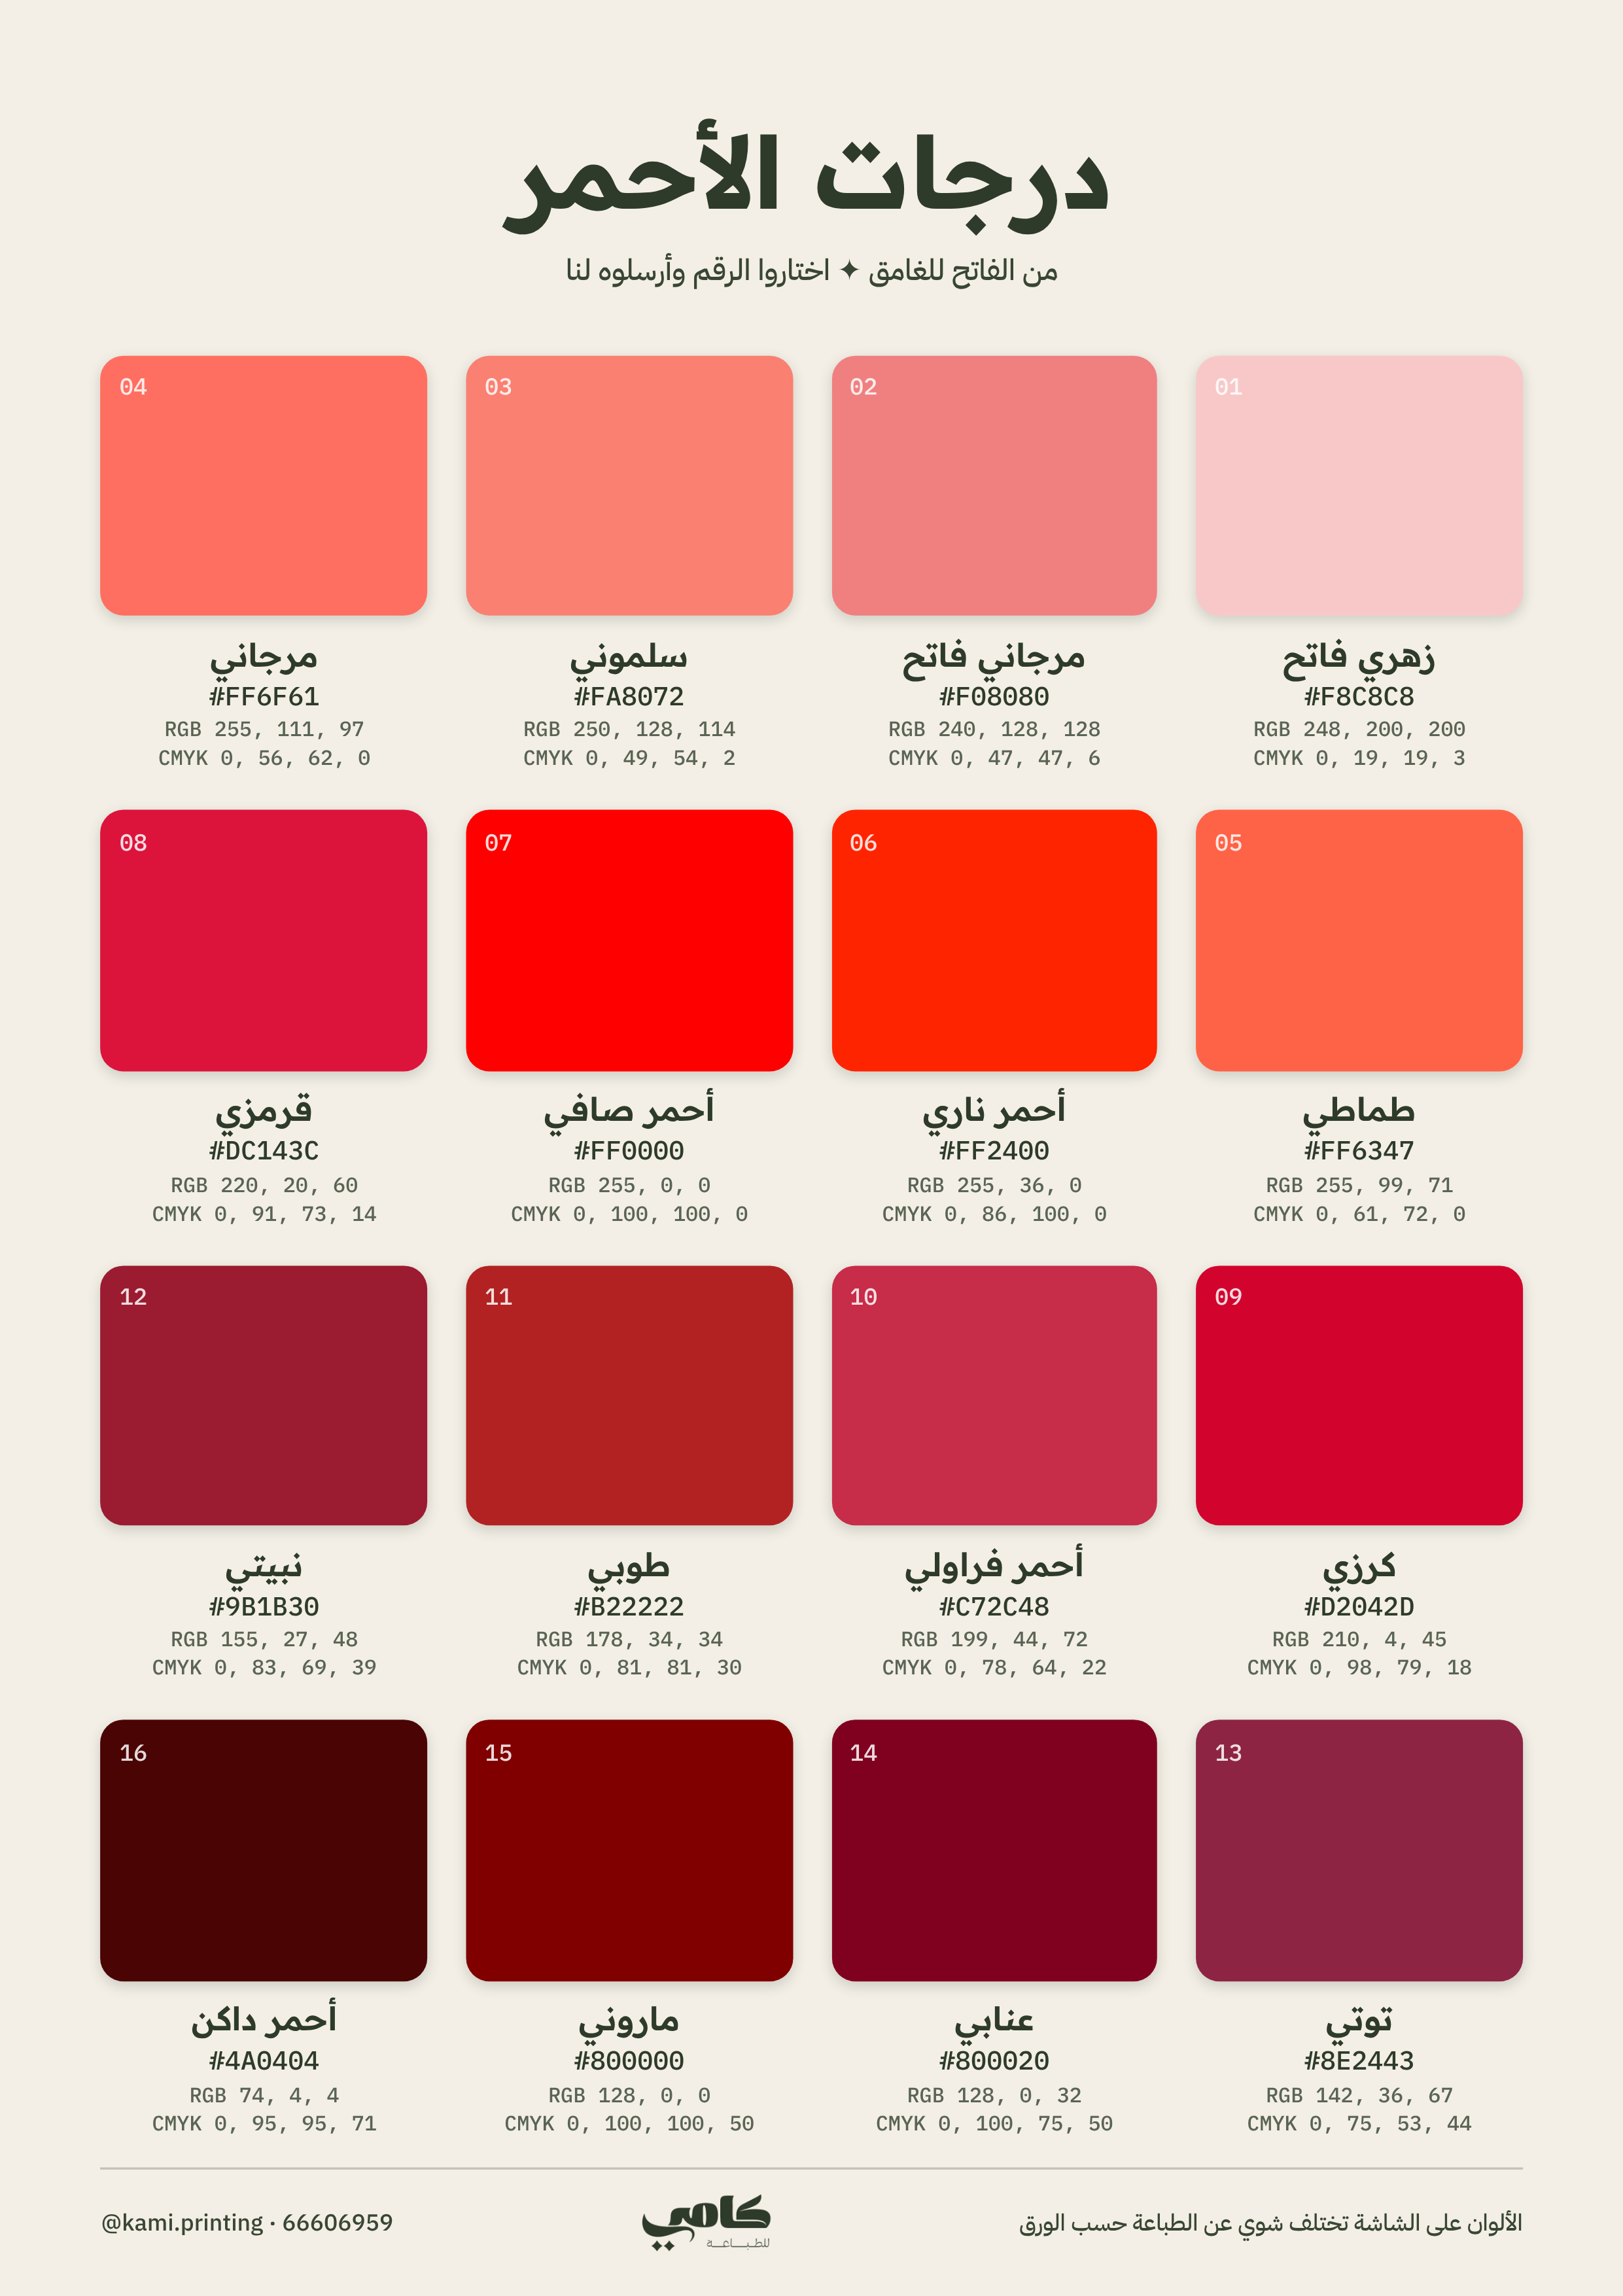 درجات الأحمر
من الفاتح للغامق ✦ اختاروا الرقم وأرسلوه لنا
01
زهري فاتح
#F8C8C8
RGB 248, 200, 200
CMYK 0, 19, 19, 3
02
مرجاني فاتح
#F08080
RGB 240, 128, 128
CMYK 0, 47, 47, 6
03
سلموني
#FA8072
RGB 250, 128, 114
CMYK 0, 49, 54, 2
04
مرجاني
#FF6F61
RGB 255, 111, 97
CMYK 0, 56, 62, 0
05
طماطي
#FF6347
RGB 255, 99, 71
CMYK 0, 61, 72, 0
06
أحمر ناري
#FF2400
RGB 255, 36, 0
CMYK 0, 86, 100, 0
07
أحمر صافي
#FF0000
RGB 255, 0, 0
CMYK 0, 100, 100, 0
08
قرمزي
#DC143C
RGB 220, 20, 60
CMYK 0, 91, 73, 14
09
كرزي
#D2042D
RGB 210, 4, 45
CMYK 0, 98, 79, 18
10
أحمر فراولي
#C72C48
RGB 199, 44, 72
CMYK 0, 78, 64, 22
11
طوبي
#B22222
RGB 178, 34, 34
CMYK 0, 81, 81, 30
12
نبيتي
#9B1B30
RGB 155, 27, 48
CMYK 0, 83, 69, 39
13
توتي
#8E2443
RGB 142, 36, 67
CMYK 0, 75, 53, 44
14
عنابي
#800020
RGB 128, 0, 32
CMYK 0, 100, 75, 50
15
ماروني
#800000
RGB 128, 0, 0
CMYK 0, 100, 100, 50
16
أحمر داكن
#4A0404
RGB 74, 4, 4
CMYK 0, 95, 95, 71
الألوان على الشاشة تختلف شوي عن الطباعة حسب الورق
كامي
للطبـــاعـــة
@kami.printing · 66606959